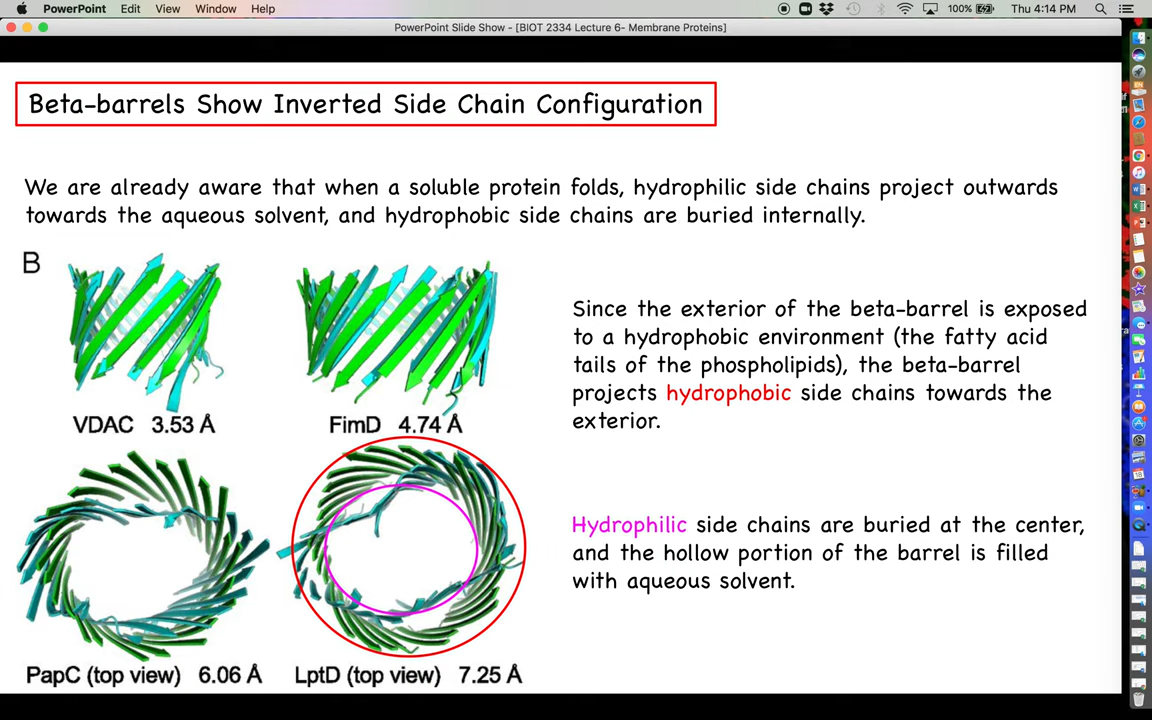 PowerPoint Edit View Window Help 100% Thu 4:14 PM
PowerPoint Slide Show - [BIOT 2334 Lecture 6- Membrane Proteins]
Beta-barrels Show Inverted Side Chain Configuration
We are already aware that when a soluble protein folds, hydrophilic side chains project outwards
towards the aqueous solvent, and hydrophobic side chains are buried internally.
B
VDAC 3.53 Å
FimD 4.74 Å
PapC (top view) 6.06 Å
LptD (top view) 7.25 Å
Since the exterior of the beta-barrel is exposed
to a hydrophobic environment (the fatty acid
tails of the phospholipids), the beta-barrel
projects hydrophobic side chains towards the
exterior.
Hydrophilic side chains are buried at the center,
and the hollow portion of the barrel is filled
with aqueous solvent.